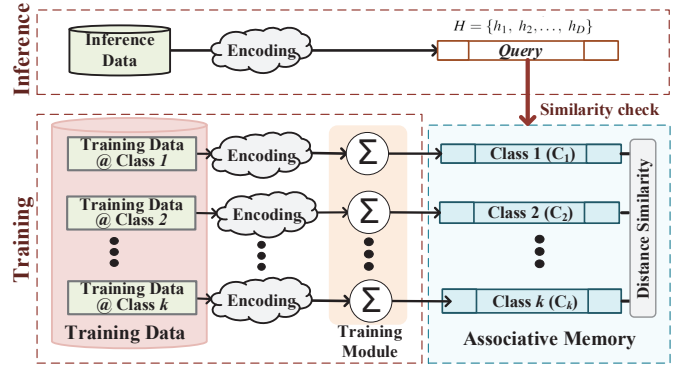 Inference
Inference
Data
Encoding
H = {h₁, h₂, ..., h_D}
Query
Similarity check
Training
Training Data
@ Class 1
Encoding
Σ
Class 1 (C₁)
Training Data
@ Class 2
Encoding
Σ
Class 2 (C₂)
Training Data
@ Class k
Encoding
Σ
Class k (Cₖ)
Distance Similarity
Training Data
Training
Module
Associative Memory